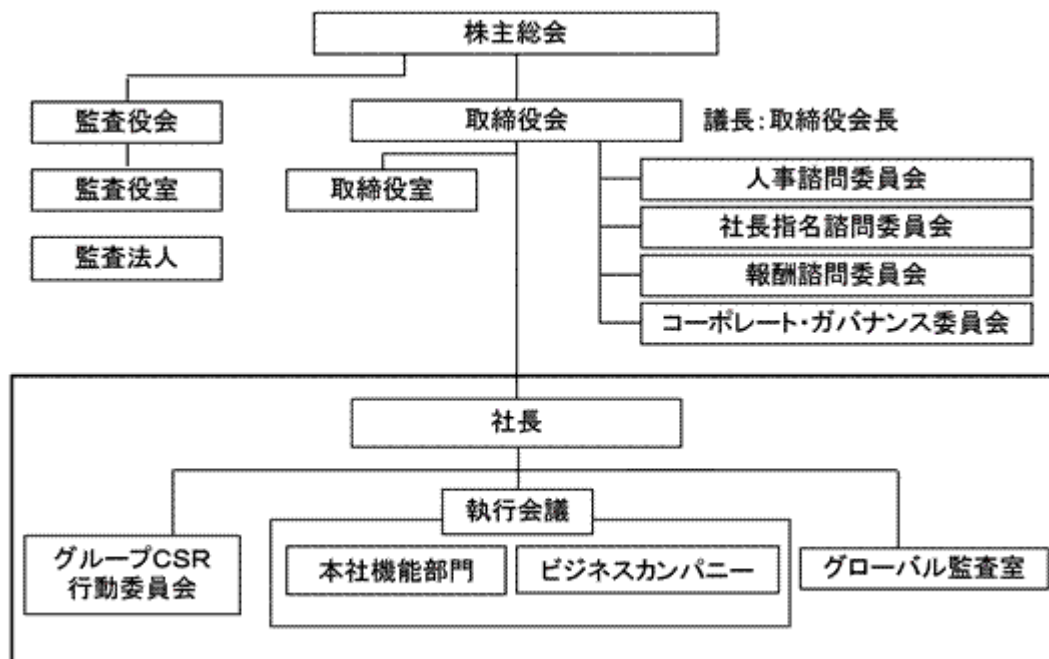 株主総会
監査役会
取締役会
議長:取締役会長
監査役室
取締役室
人事諮問委員会
社長指名諮問委員会
監査法人
報酬諮問委員会
コーポレート・ガバナンス委員会
社長
執行会議
グループCSR
行動委員会
本社機能部門
ビジネスカンパニー
グローバル監査室